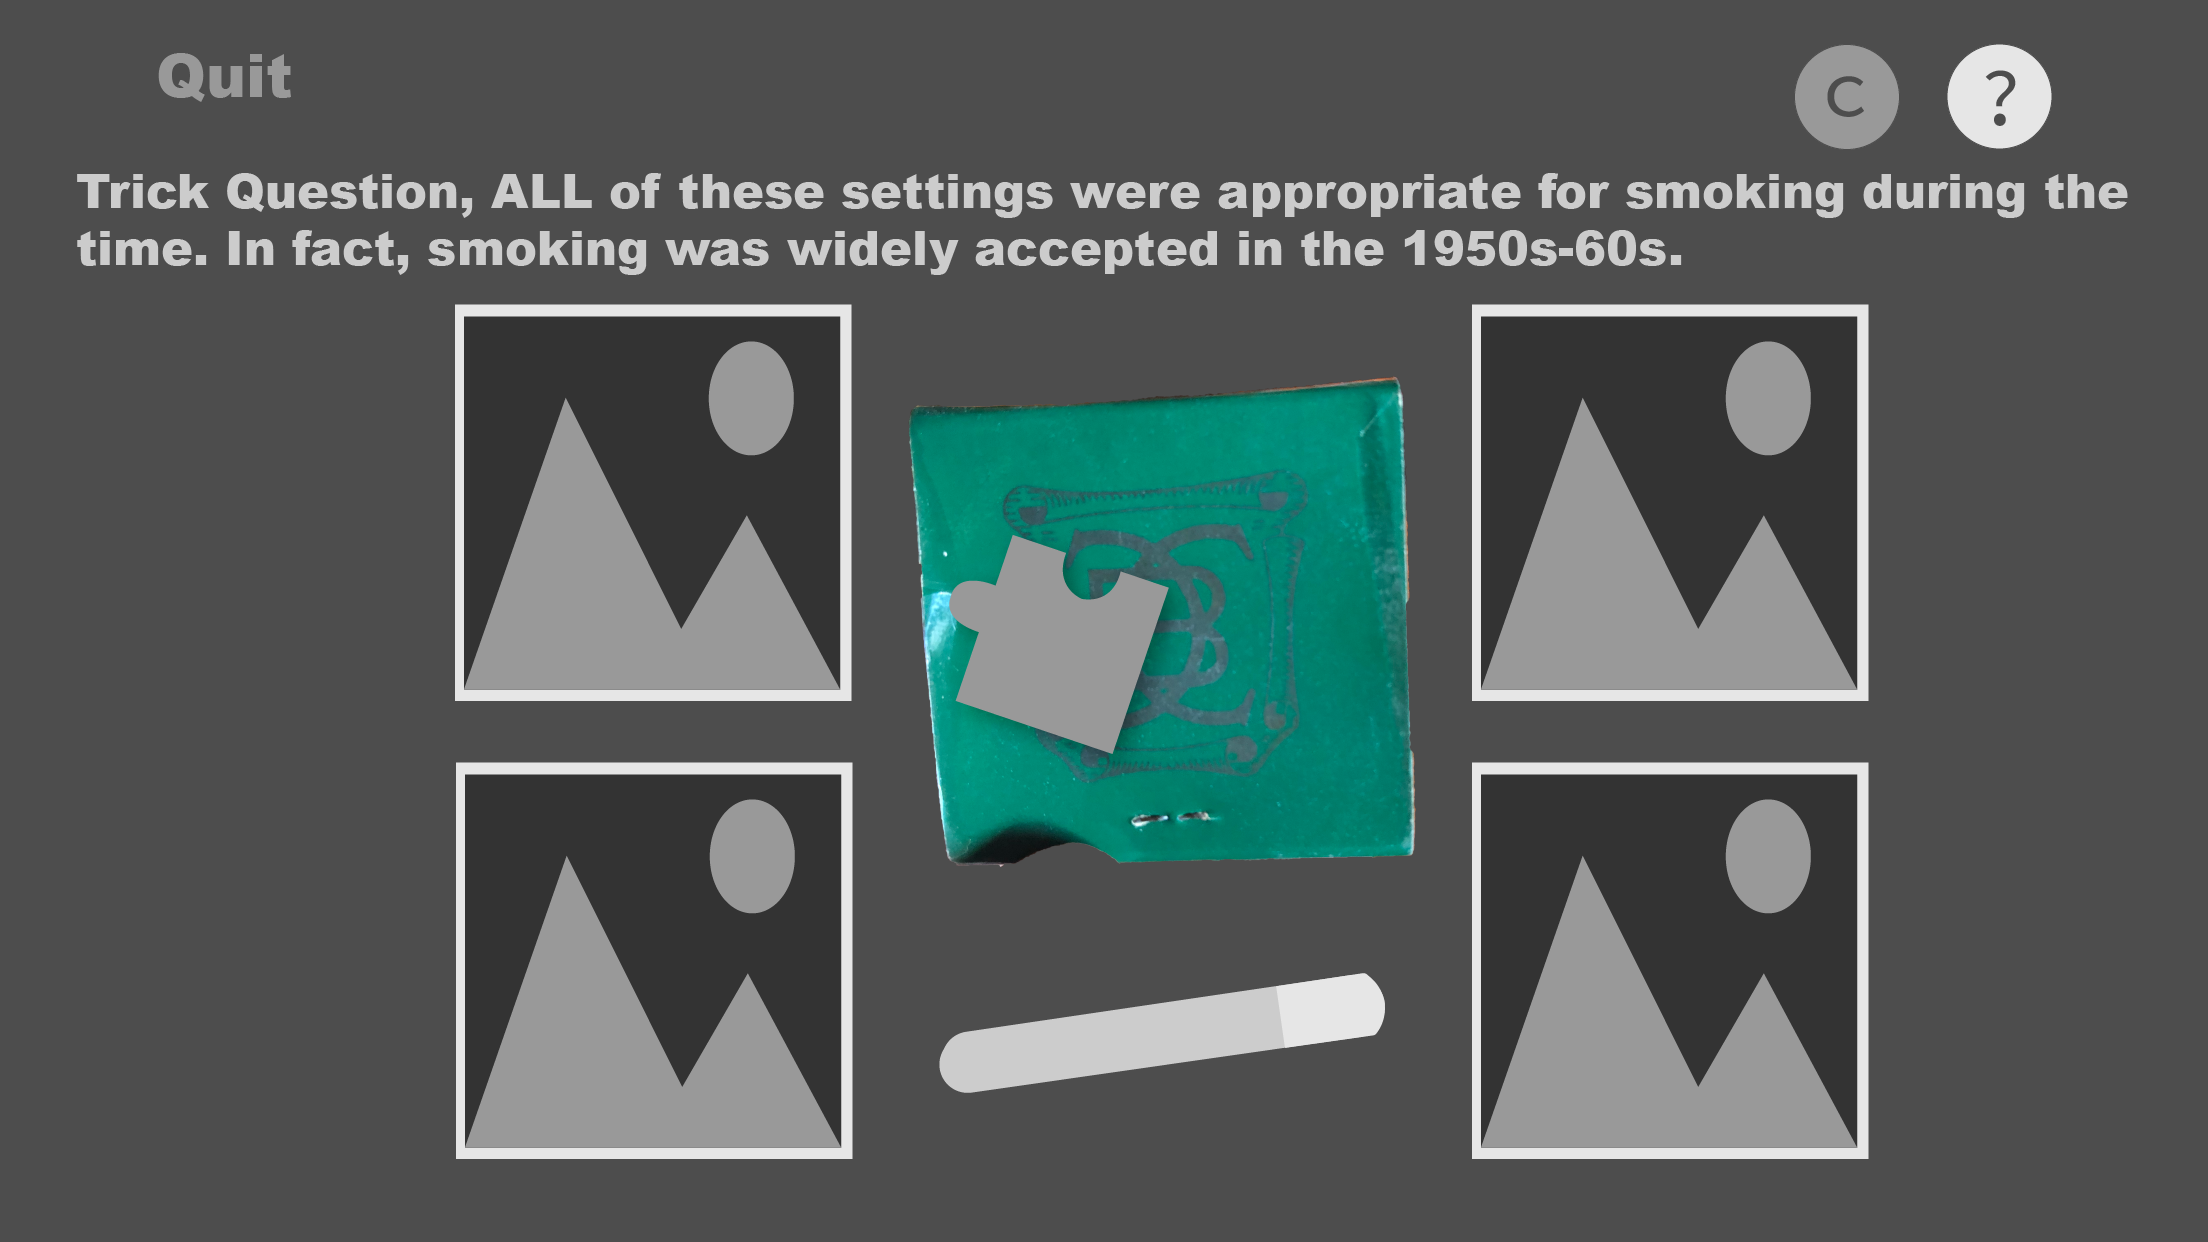 Quit
C
?
Trick Question, ALL of these settings were appropriate for smoking during the
time. In fact, smoking was widely accepted in the 1950s-60s.